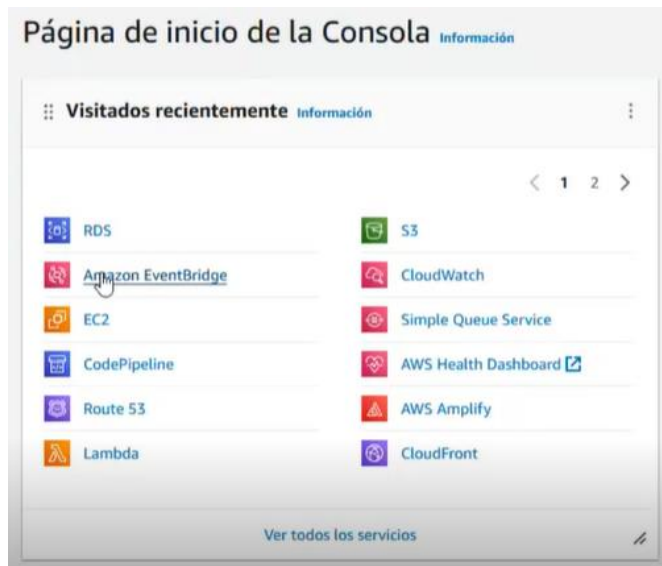 Página de inicio de la Consola Información
Visitados recientemente Información
1 2
RDS
S3
Amazon EventBridge
CloudWatch
EC2
Simple Queue Service
CodePipeline
AWS Health Dashboard
Route 53
AWS Amplify
Lambda
CloudFront
Ver todos los servicios